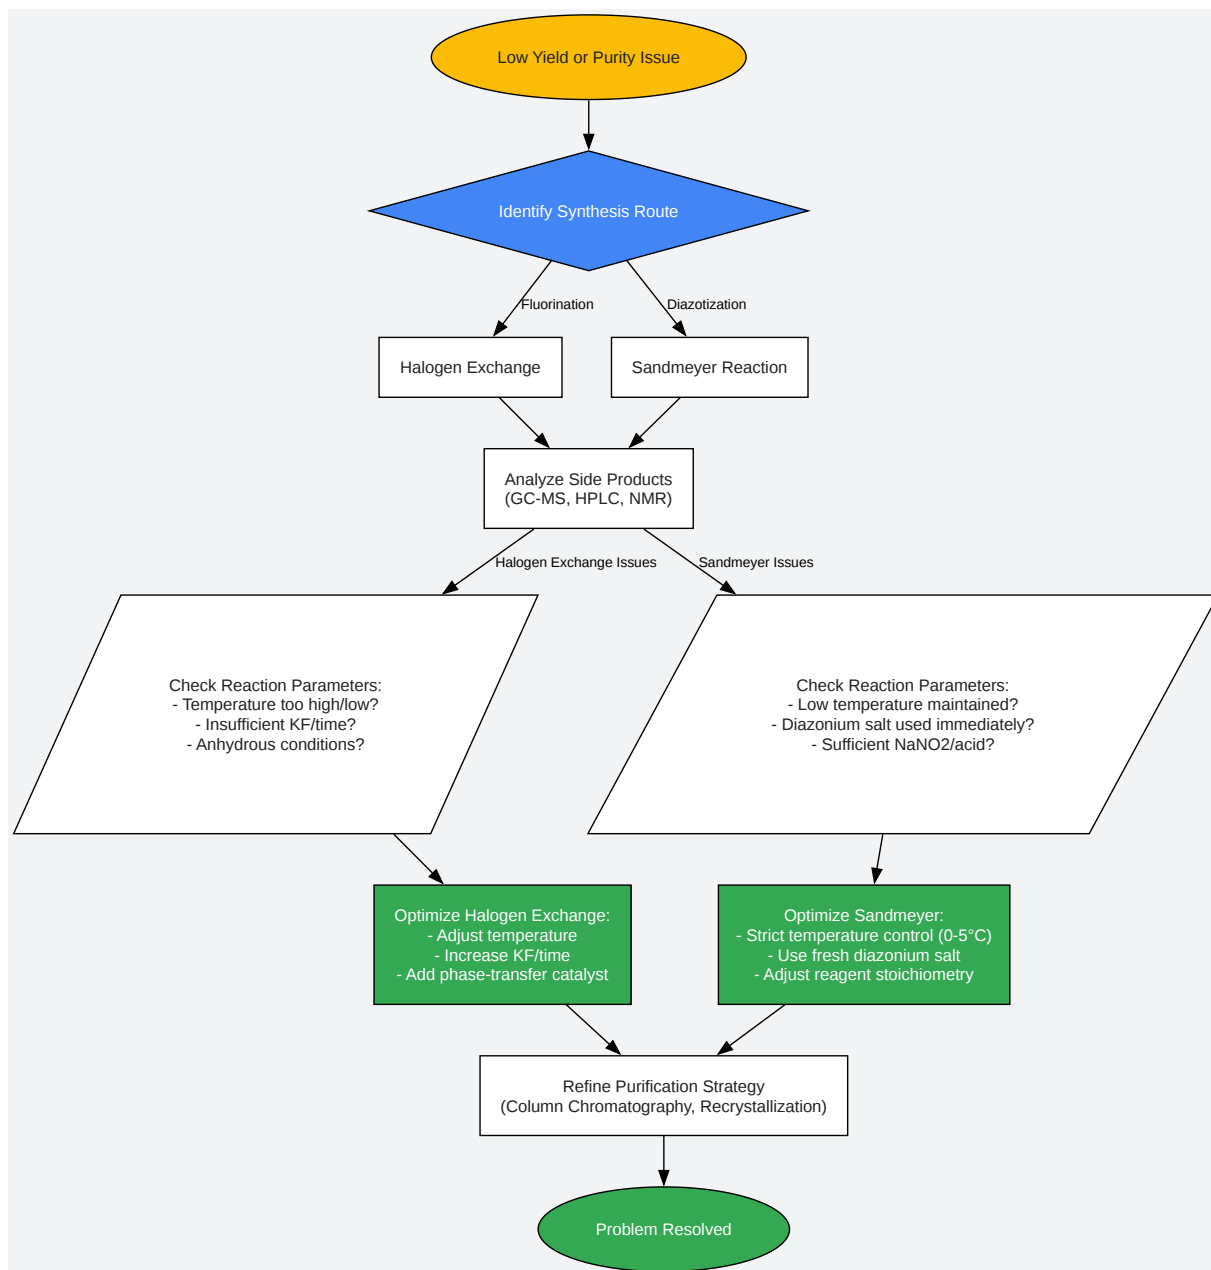 Low Yield or Purity Issue
Identify Synthesis Route
Fluorination
Diazotization
Halogen Exchange
Sandmeyer Reaction
Analyze Side Products
(GC-MS, HPLC, NMR)
Halogen Exchange Issues
Sandmeyer Issues
Check Reaction Parameters:
- Temperature too high/low?
- Insufficient KF/time?
- Anhydrous conditions?
Check Reaction Parameters:
- Low temperature maintained?
- Diazonium salt used immediately?
- Sufficient NaNO2/acid?
Optimize Halogen Exchange:
- Adjust temperature
- Increase KF/time
- Add phase-transfer catalyst
Optimize Sandmeyer:
- Strict temperature control (0-5°C)
- Use fresh diazonium salt
- Adjust reagent stoichiometry
Refine Purification Strategy
(Column Chromatography, Recrystallization)
Problem Resolved